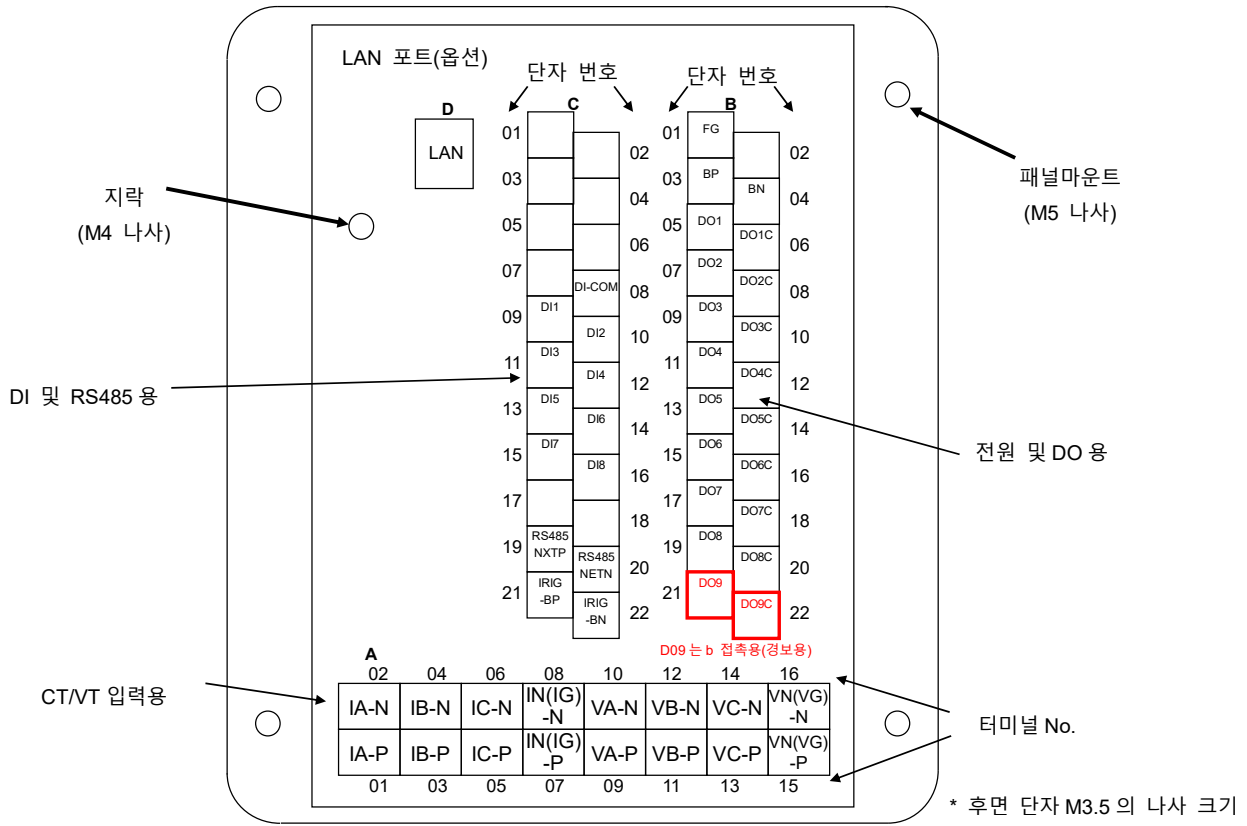 LAN 포트(옵션)
단자 번호
단자 번호
D
C
B
LAN
01
03
05
07
09
11
13
15
17
19
21
DI1
DI3
DI5
DI7
RS485
NXTP
IRIG
-BP
DI-COM
DI2
DI4
DI6
DI8
RS485
NETN
IRIG
-BN
02
04
06
08
10
12
14
16
18
20
22
01
03
05
07
09
11
13
15
17
19
21
FG
BP
DO1
DO2
DO3
DO4
DO5
DO6
DO7
DO8
DO9
BN
DO1C
DO2C
DO3C
DO4C
DO5C
DO6C
DO7C
DO8C
DO9C
02
04
06
08
10
12
14
16
18
20
22
지락
(M4 나사)
패널마운트
(M5 나사)
DI 및 RS485 용
전원 및 DO 용
D09 는 b 접촉용(경보용)
A
02 04 06 08 10 12 14 16
CT/VT 입력용
IA-N IB-N IC-N IN(IG)-N VA-N VB-N VC-N VN(VG)-N
IA-P IB-P IC-P IN(IG)-P VA-P VB-P VC-P VN(VG)-P
01 03 05 07 09 11 13 15
터미널 No.
* 후면 단자 M3.5 의 나사 크기